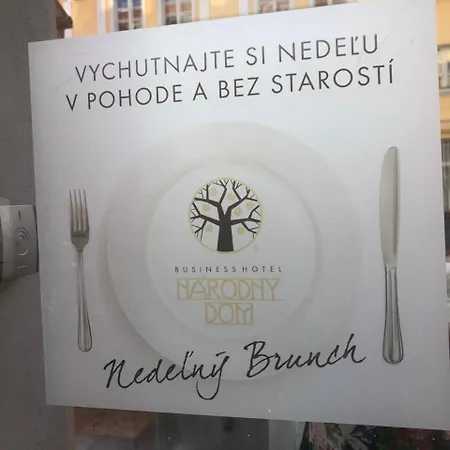 VYCHUTNAJTE SI NEDEĽU
V POHODE A BEZ STAROSTÍ
BUSINESS HOTEL
NÁRODNÝ
DOM
Nedeľný Brunch